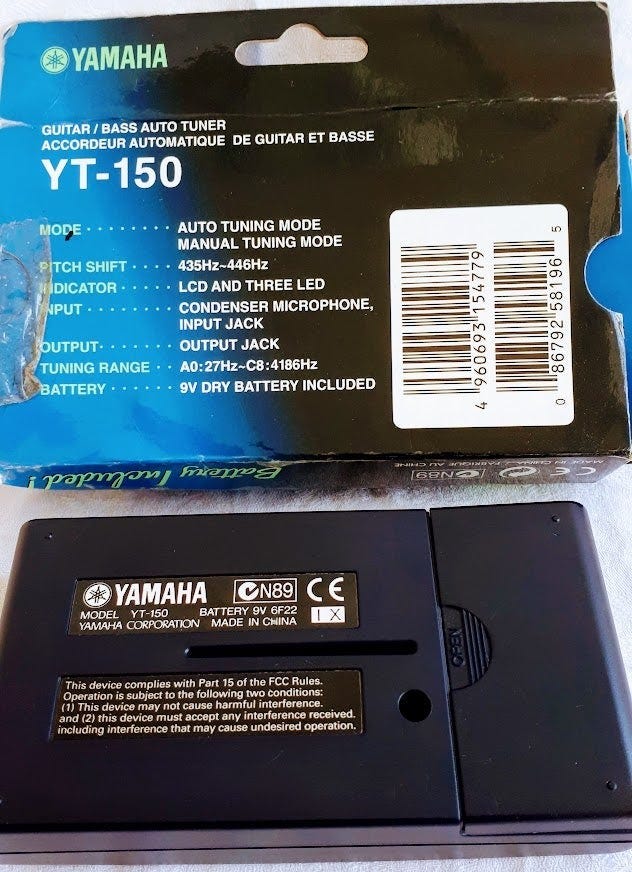 YAMAHA
GUITAR / BASS AUTO TUNER
ACCORDEUR AUTOMATIQUE DE GUITAR ET BASSE
YT-150
MODE ········ AUTO TUNING MODE
MANUAL TUNING MODE
PITCH SHIFT ···· 435Hz~446Hz
INDICATOR ···· LCD AND THREE LED
INPUT ········ CONDENSER MICROPHONE,
INPUT JACK
OUTPUT······· OUTPUT JACK
TUNING RANGE ·· A0:27Hz~C8:4186Hz
BATTERY ······ 9V DRY BATTERY INCLUDED
4 960693 154779
0 86792 58196 5
Battery Included!
N89 CE
MADE IN CHINA FABRIQUE AU CHINE
YAMAHA N89 CE
MODEL YT-150 BATTERY 9V 6F22
YAMAHA CORPORATION MADE IN CHINA I X
OPEN
This device complies with Part 15 of the FCC Rules.
Operation is subject to the following two conditions:
(1) This device may not cause harmful interference.
and (2) this device must accept any interference received.
including interference that may cause undesired operation.